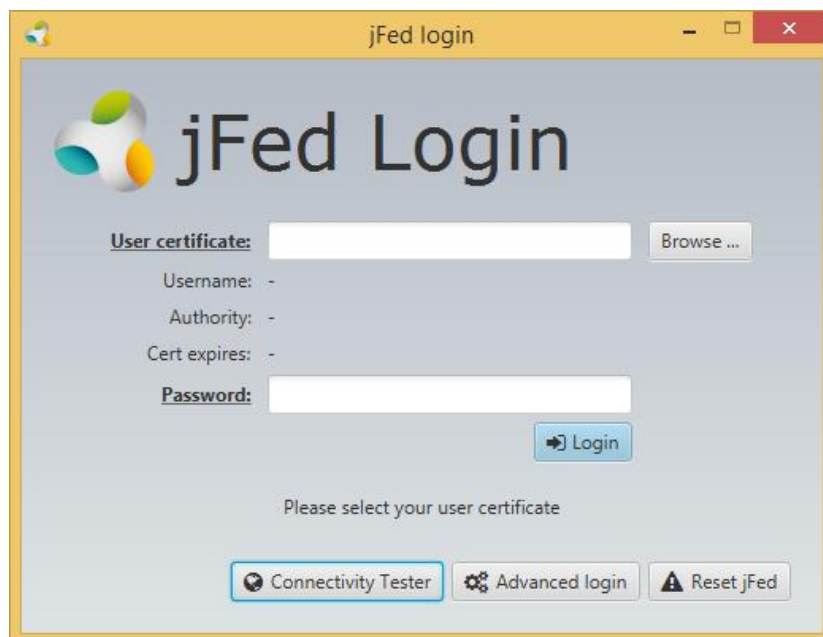 jFed login
jFed Login
User certificate:
Browse ...
Username: -
Authority: -
Cert expires: -
Password:
Login
Please select your user certificate
Connectivity Tester Advanced login Reset jFed